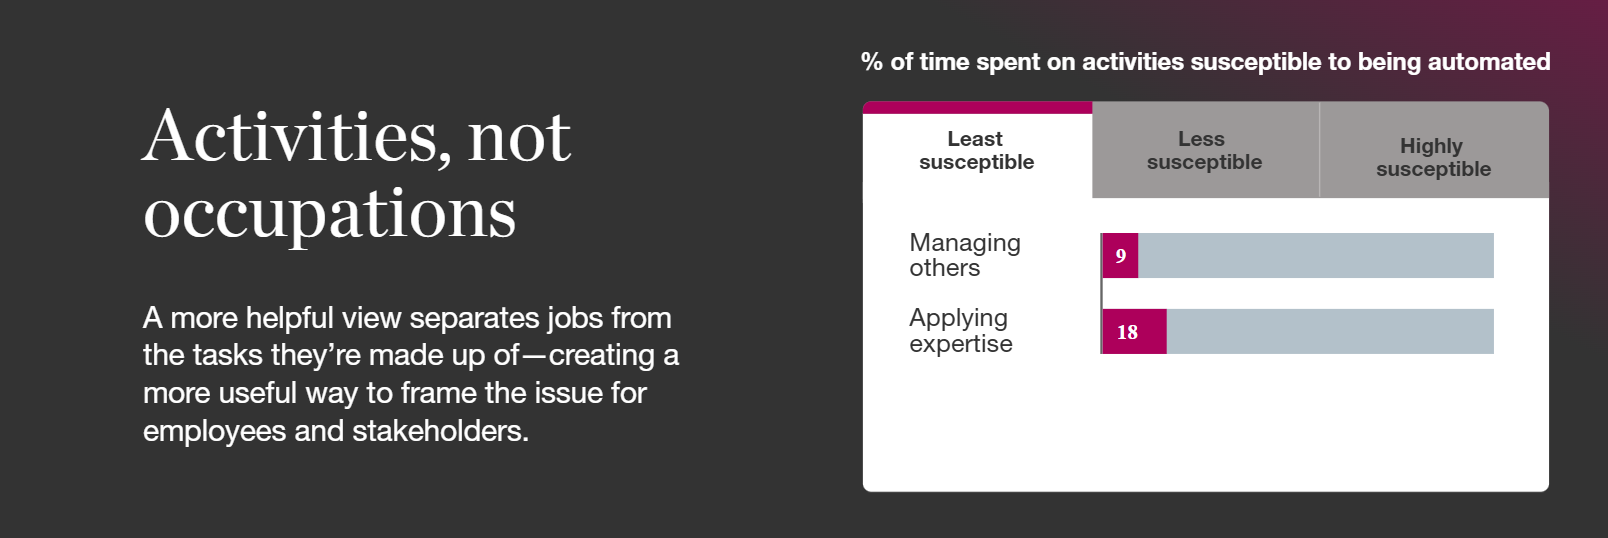 Activities, not
occupations
A more helpful view separates jobs from
the tasks they’re made up of—creating a
more useful way to frame the issue for
employees and stakeholders.
% of time spent on activities susceptible to being automated
Least
susceptible
Less
susceptible
Highly
susceptible
Managing
others
9
Applying
expertise
18